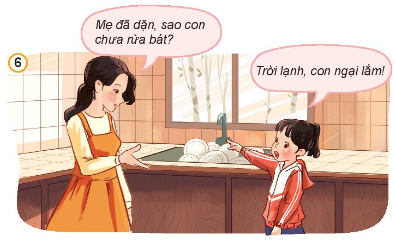 6
Mẹ đã dặn, sao con
chưa rửa bát?
Trời lạnh, con ngại lắm!